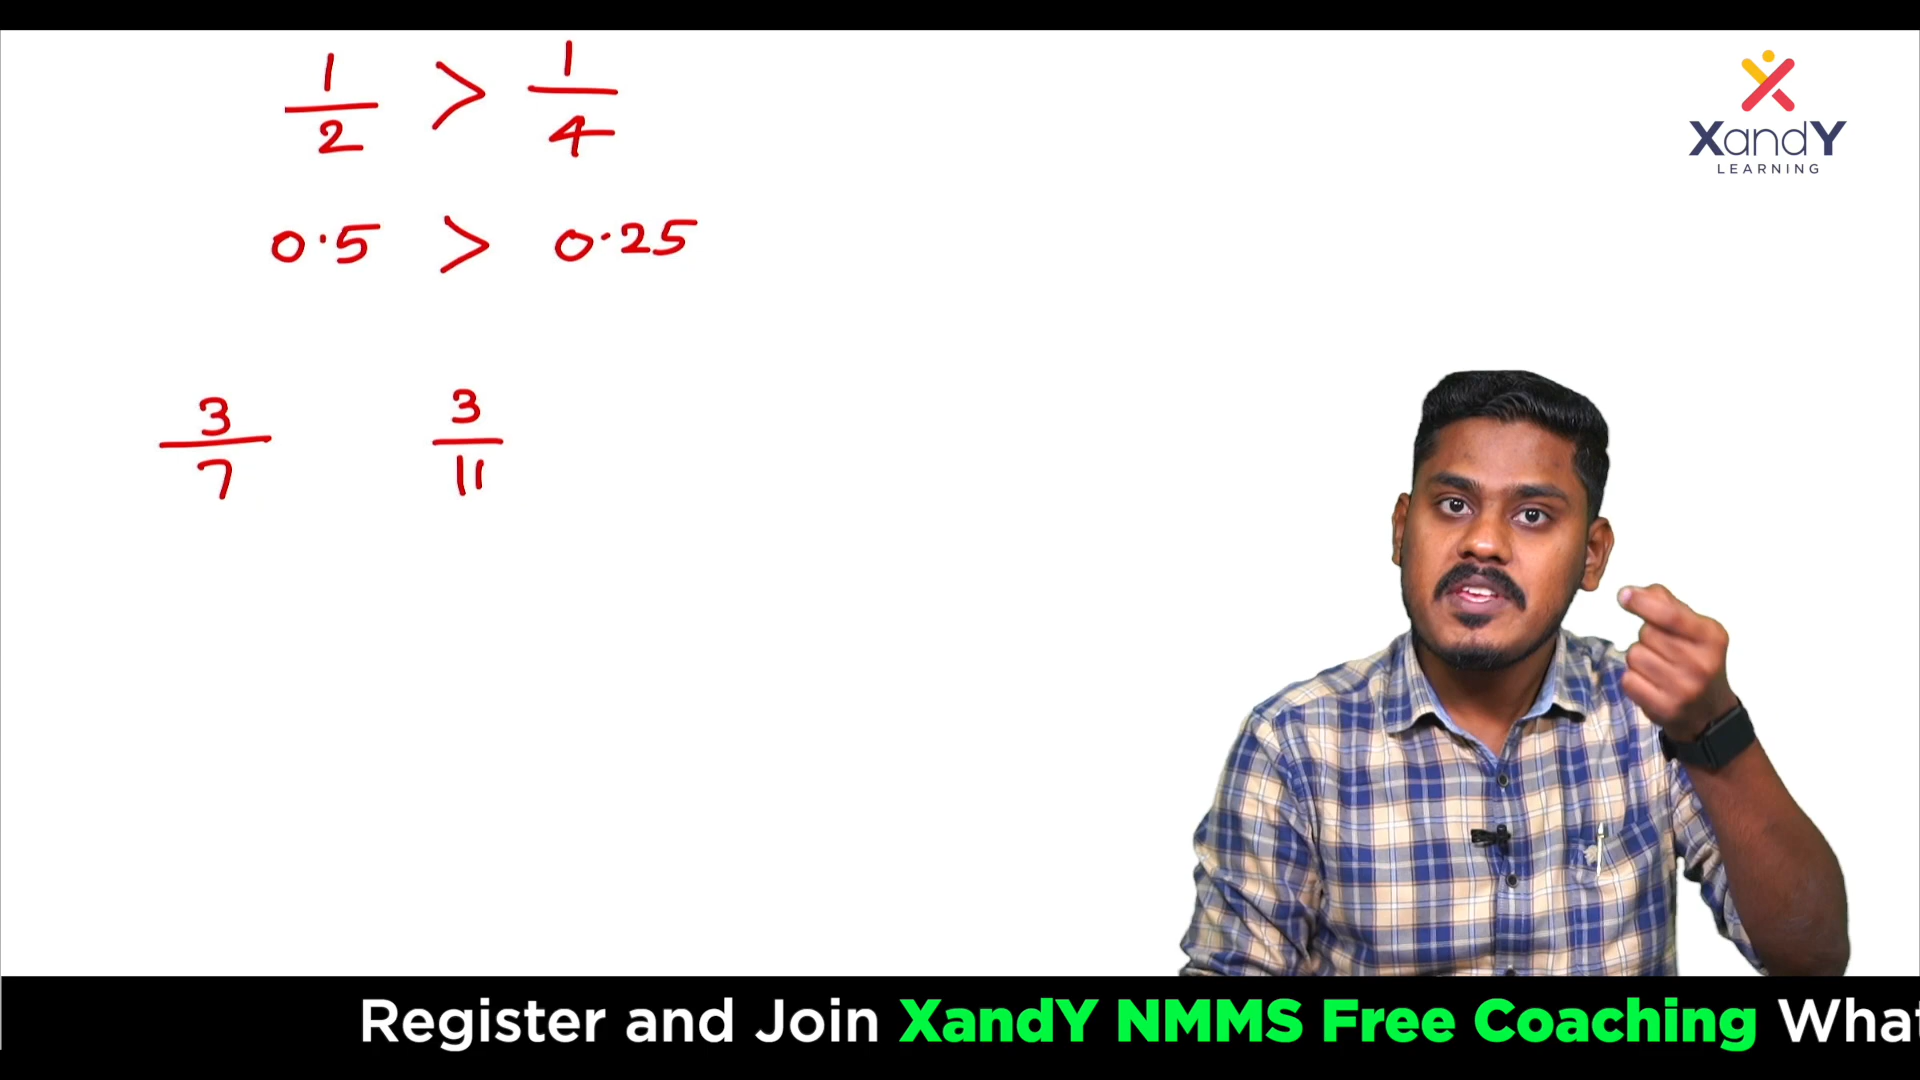 1/2 > 1/4
0.5 > 0.25
3/7 3/11
XandY
LEARNING
Register and Join XandY NMMS Free Coaching What